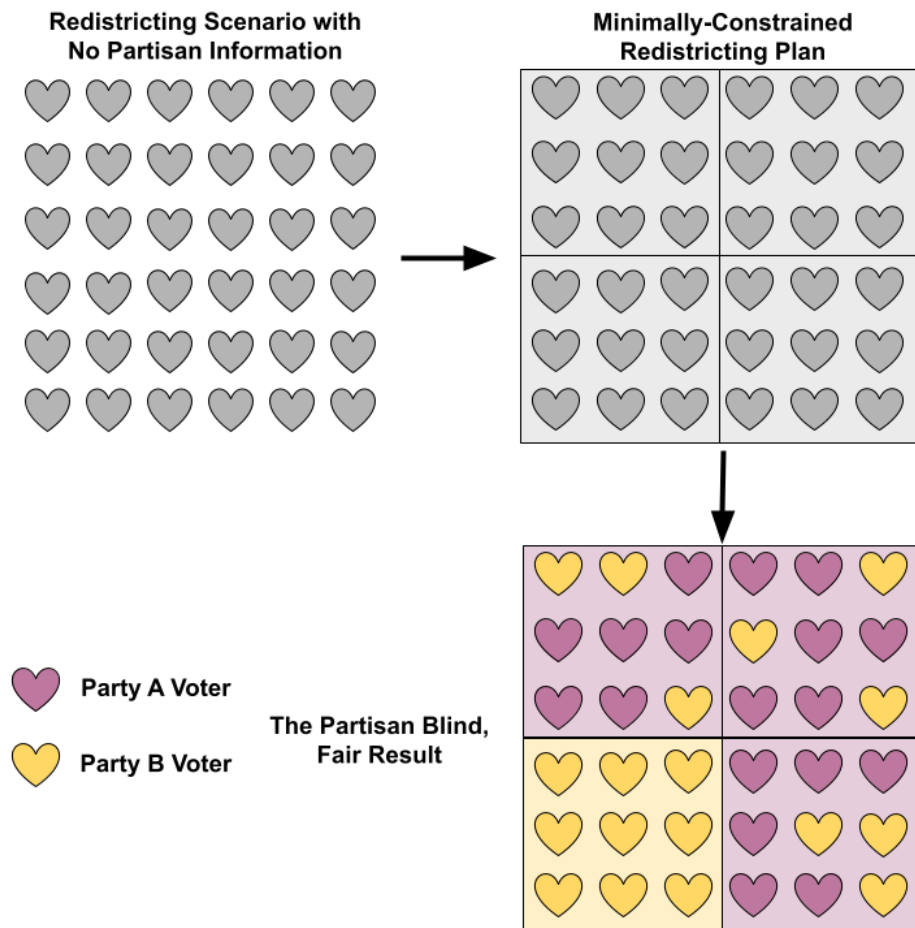 Redistricting Scenario with
No Partisan Information
Minimally-Constrained
Redistricting Plan
Party A Voter
Party B Voter
The Partisan Blind,
Fair Result